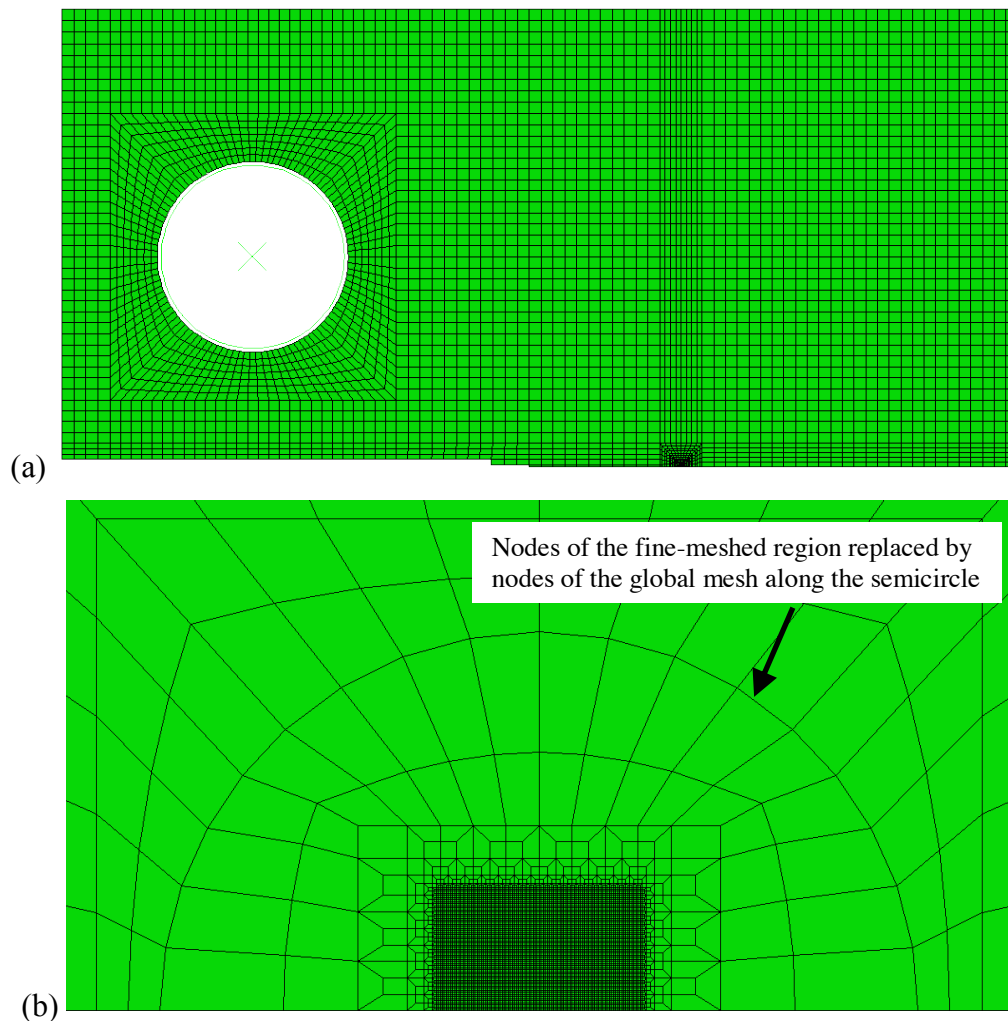 (a)
Nodes of the fine-meshed region replaced by
nodes of the global mesh along the semicircle
(b)